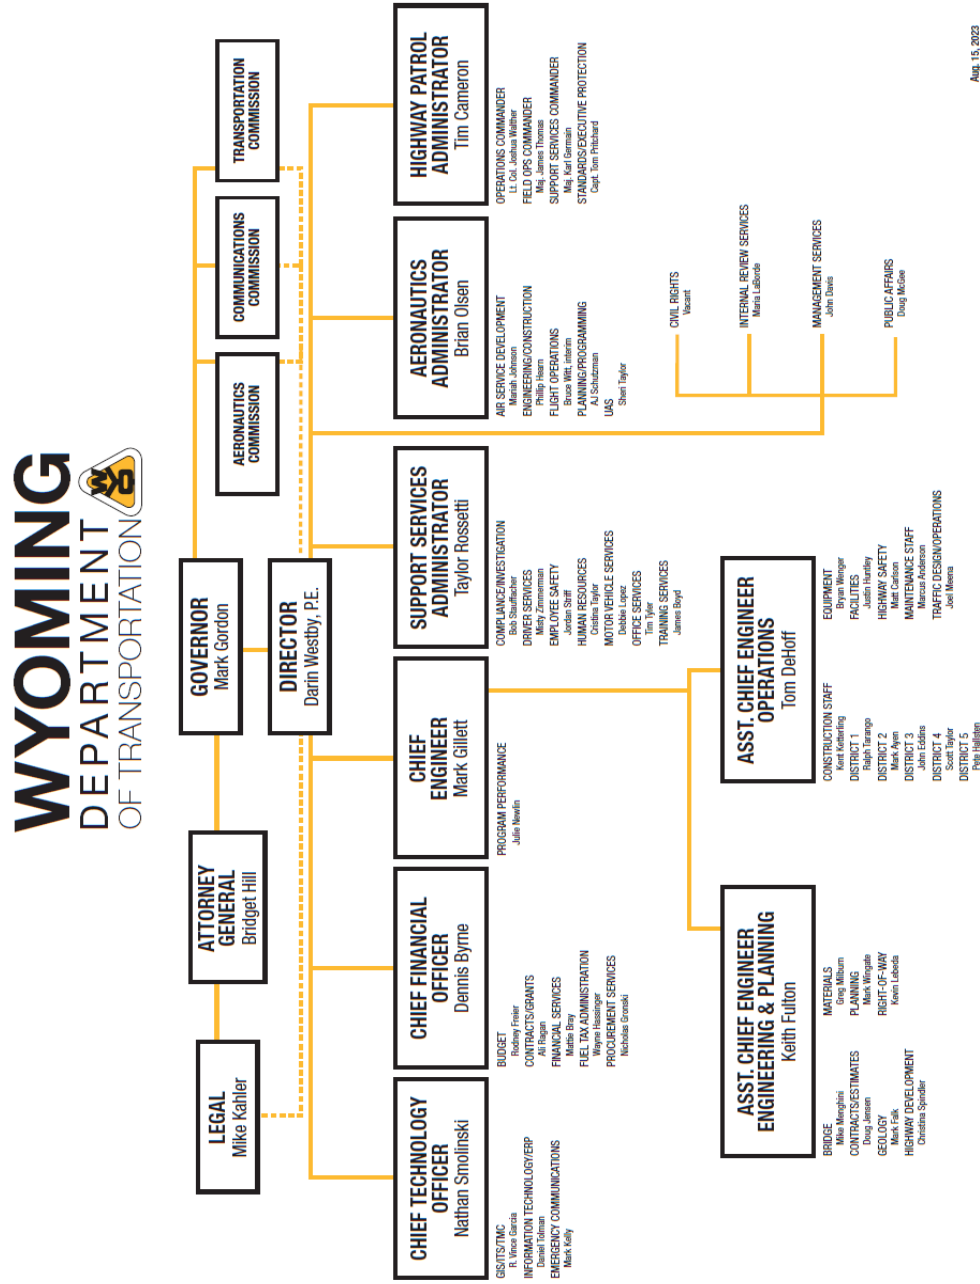 WYOMING
DEPARTMENT
OF TRANSPORTATION
WYO
GOVERNOR
Mark Gordon
ATTORNEY
GENERAL
Bridget Hill
LEGAL
Mike Kahler
DIRECTOR
Darin Westby, P.E.
AERONAUTICS
COMMISSION
COMMUNICATIONS
COMMISSION
TRANSPORTATION
COMMISSION
CHIEF TECHNOLOGY
OFFICER
Nathan Smolinski
GIS/ITS/TMC
R. Vince Garcia
INFORMATION TECHNOLOGY/ERP
Daniel Tolman
EMERGENCY COMMUNICATIONS
Mark Kelly
CHIEF FINANCIAL
OFFICER
Dennis Byrne
BUDGET
Rodney Freier
CONTRACTS/GRANTS
Ali Ragan
FINANCIAL SERVICES
Mattie Bray
FUEL TAX ADMINISTRATION
Wayne Hassinger
PROCUREMENT SERVICES
Nicholas Gronski
CHIEF
ENGINEER
Mark Gillett
PROGRAM PERFORMANCE
Julie Newlin
SUPPORT SERVICES
ADMINISTRATOR
Taylor Rossetti
COMPLIANCE/INVESTIGATION
Bob Stauffacher
DRIVER SERVICES
Misty Zimmerman
EMPLOYEE SAFETY
Jordan Striff
HUMAN RESOURCES
Cristina Taylor
MOTOR VEHICLE SERVICES
Debbie Lopez
OFFICE SERVICES
Tim Tyler
TRAINING SERVICES
James Boyd
AERONAUTICS
ADMINISTRATOR
Brian Olsen
AIR SERVICE DEVELOPMENT
Mariah Johnson
ENGINEERING/CONSTRUCTION
Phillip Hearn
FLIGHT OPERATIONS
Bruce Witt, interim
PLANNING/PROGRAMMING
AJ Schutzman
UAS
Sheri Taylor
HIGHWAY PATROL
ADMINISTRATOR
Tim Cameron
OPERATIONS COMMANDER
Lt. Col. Joshua Walther
FIELD OPS COMMANDER
Maj. James Thomas
SUPPORT SERVICES COMMANDER
Maj. Karl Germain
STANDARDS/EXECUTIVE PROTECTION
Capt. Tom Pritchard
CIVIL RIGHTS
Vacant
INTERNAL REVIEW SERVICES
Maria LaBorde
MANAGEMENT SERVICES
John Davis
PUBLIC AFFAIRS
Doug McGee
ASST. CHIEF ENGINEER
ENGINEERING & PLANNING
Keith Fulton
BRIDGE
Mike Menghini
CONTRACTS/ESTIMATES
Doug Jensen
GEOLOGY
Mark Falk
HIGHWAY DEVELOPMENT
Christina Spindler
MATERIALS
Greg Milburn
PLANNING
Mark Wingate
RIGHT-OF-WAY
Kevin Lebeda
ASST. CHIEF ENGINEER
OPERATIONS
Tom DeHoff
CONSTRUCTION STAFF
Kent Ketterling
DISTRICT 1
Ralph Tarango
DISTRICT 2
Mark Ayen
DISTRICT 3
John Eddins
DISTRICT 4
Scott Taylor
DISTRICT 5
Pete Hallsten
EQUIPMENT
Bryan Wenger
FACILITIES
Justin Huntley
HIGHWAY SAFETY
Matt Carlson
MAINTENANCE STAFF
Marcus Anderson
TRAFFIC DESIGN/OPERATIONS
Joel Meena
Aug. 15, 2023